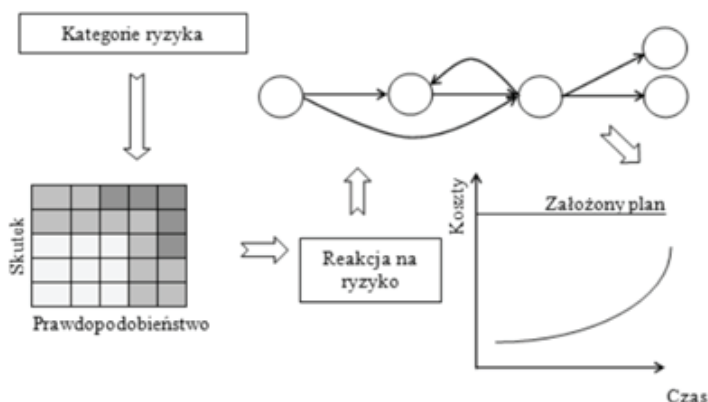 Kategorie ryzyka
Skutek
Prawdopodobieństwo
Reakcja na
ryzyko
Koszty
Założony plan
Czas